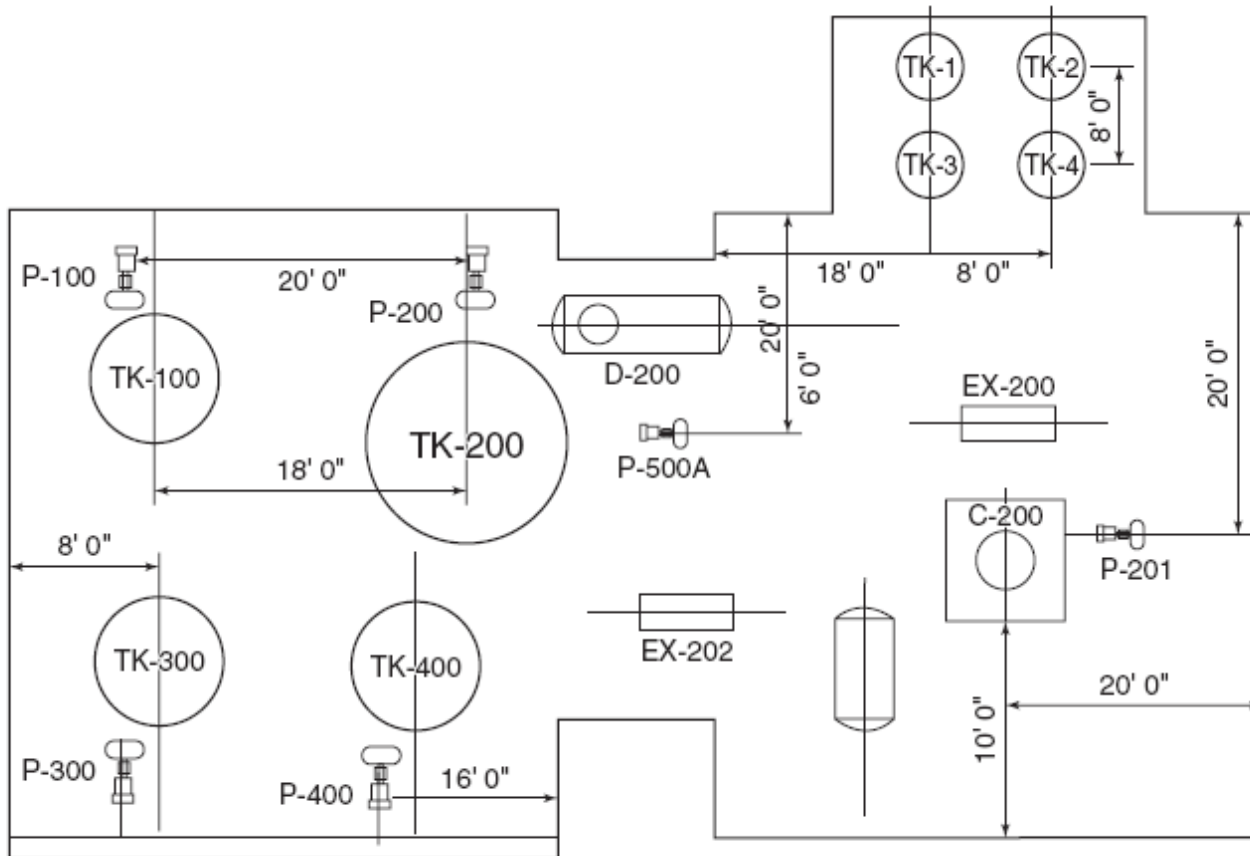 TK-1
TK-2
8' 0"
TK-3
TK-4
P-100
20' 0"
18' 0"
8' 0"
P-200
20' 0"
6' 0"
20' 0"
D-200
TK-100
EX-200
TK-200
P-500A
18' 0"
C-200
8' 0"
P-201
EX-202
TK-300
TK-400
20' 0"
10' 0"
P-300
16' 0"
P-400